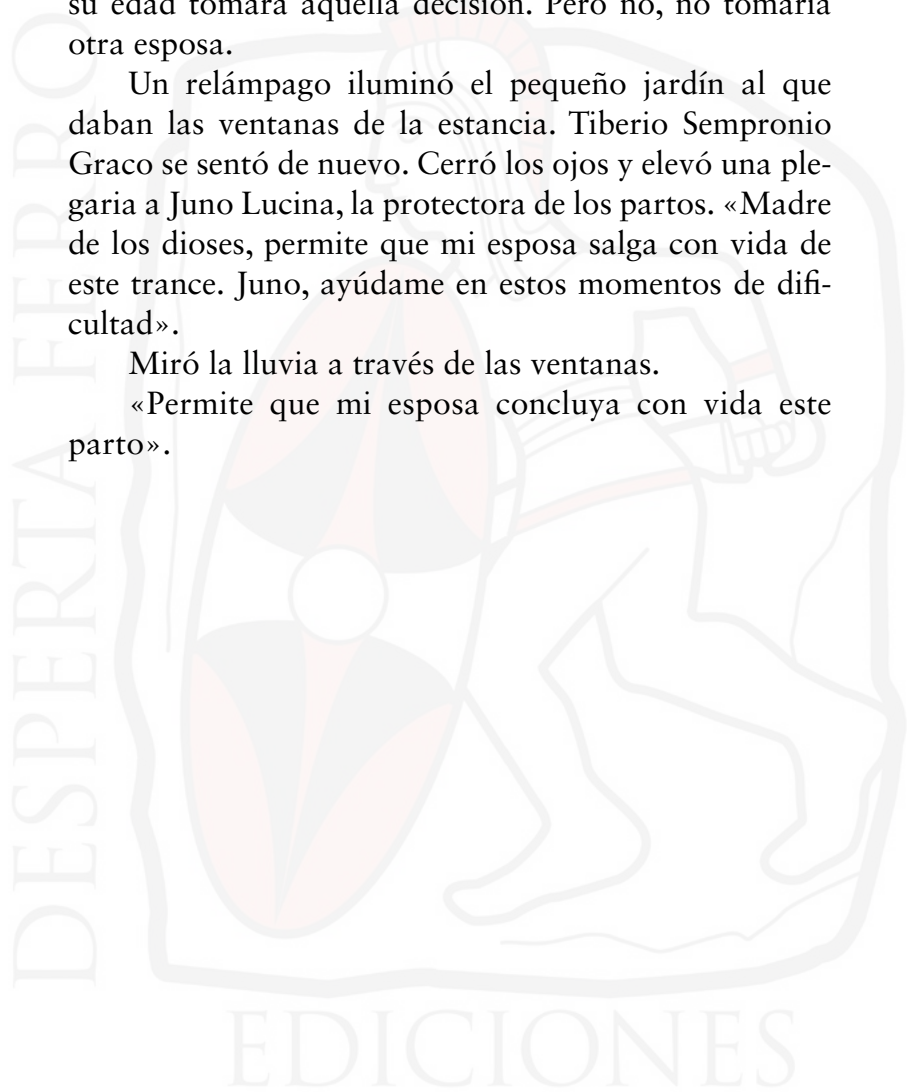 su edad tomara aquella decisión. Pero no, no tomaría
otra esposa.
Un relámpago iluminó el pequeño jardín al que
daban las ventanas de la estancia. Tiberio Sempronio
Graco se sentó de nuevo. Cerró los ojos y elevó una ple-
garia a Juno Lucina, la protectora de los partos. «Madre
de los dioses, permite que mi esposa salga con vida de
este trance. Juno, ayúdame en estos momentos de difi-
cultad».
Miró la lluvia a través de las ventanas.
«Permite que mi esposa concluya con vida este
parto».
DESPERTA FERRO
EDICIONES